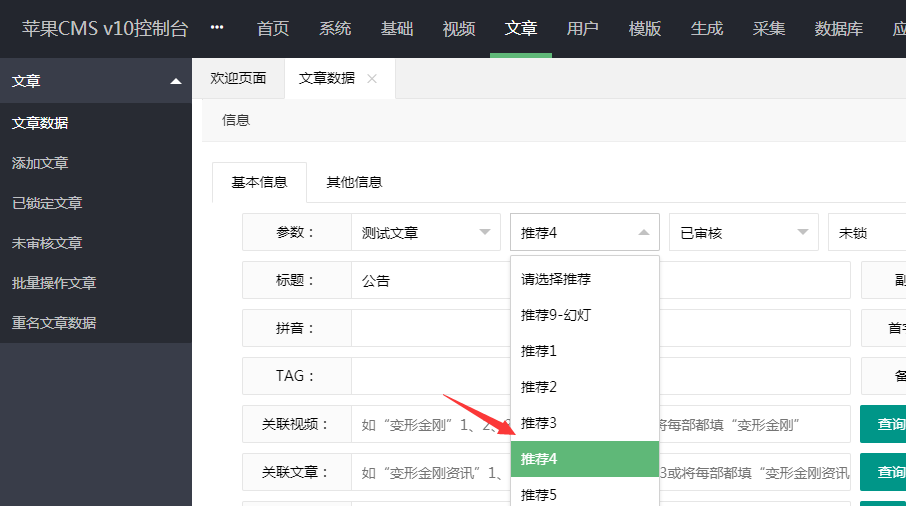 苹果CMS v10控制台 ··· 首页 系统 基础 视频 文章 用户 模版 生成 采集 数据库
文章
文章数据
添加文章
已锁定文章
未审核文章
批量操作文章
重名文章数据
欢迎页面 文章数据 ×
信息
基本信息 其他信息
参数： 测试文章 推荐4 已审核 未锁
标题： 公告
拼音：
TAG：
关联视频： 如“变形金刚”1、2、 将每部都填“变形金刚” 查询
关联文章： 如“变形金刚资讯”1、 3或将每部都填“变形金刚资讯 查询
请选择推荐
推荐9-幻灯
推荐1
推荐2
推荐3
推荐4
推荐5